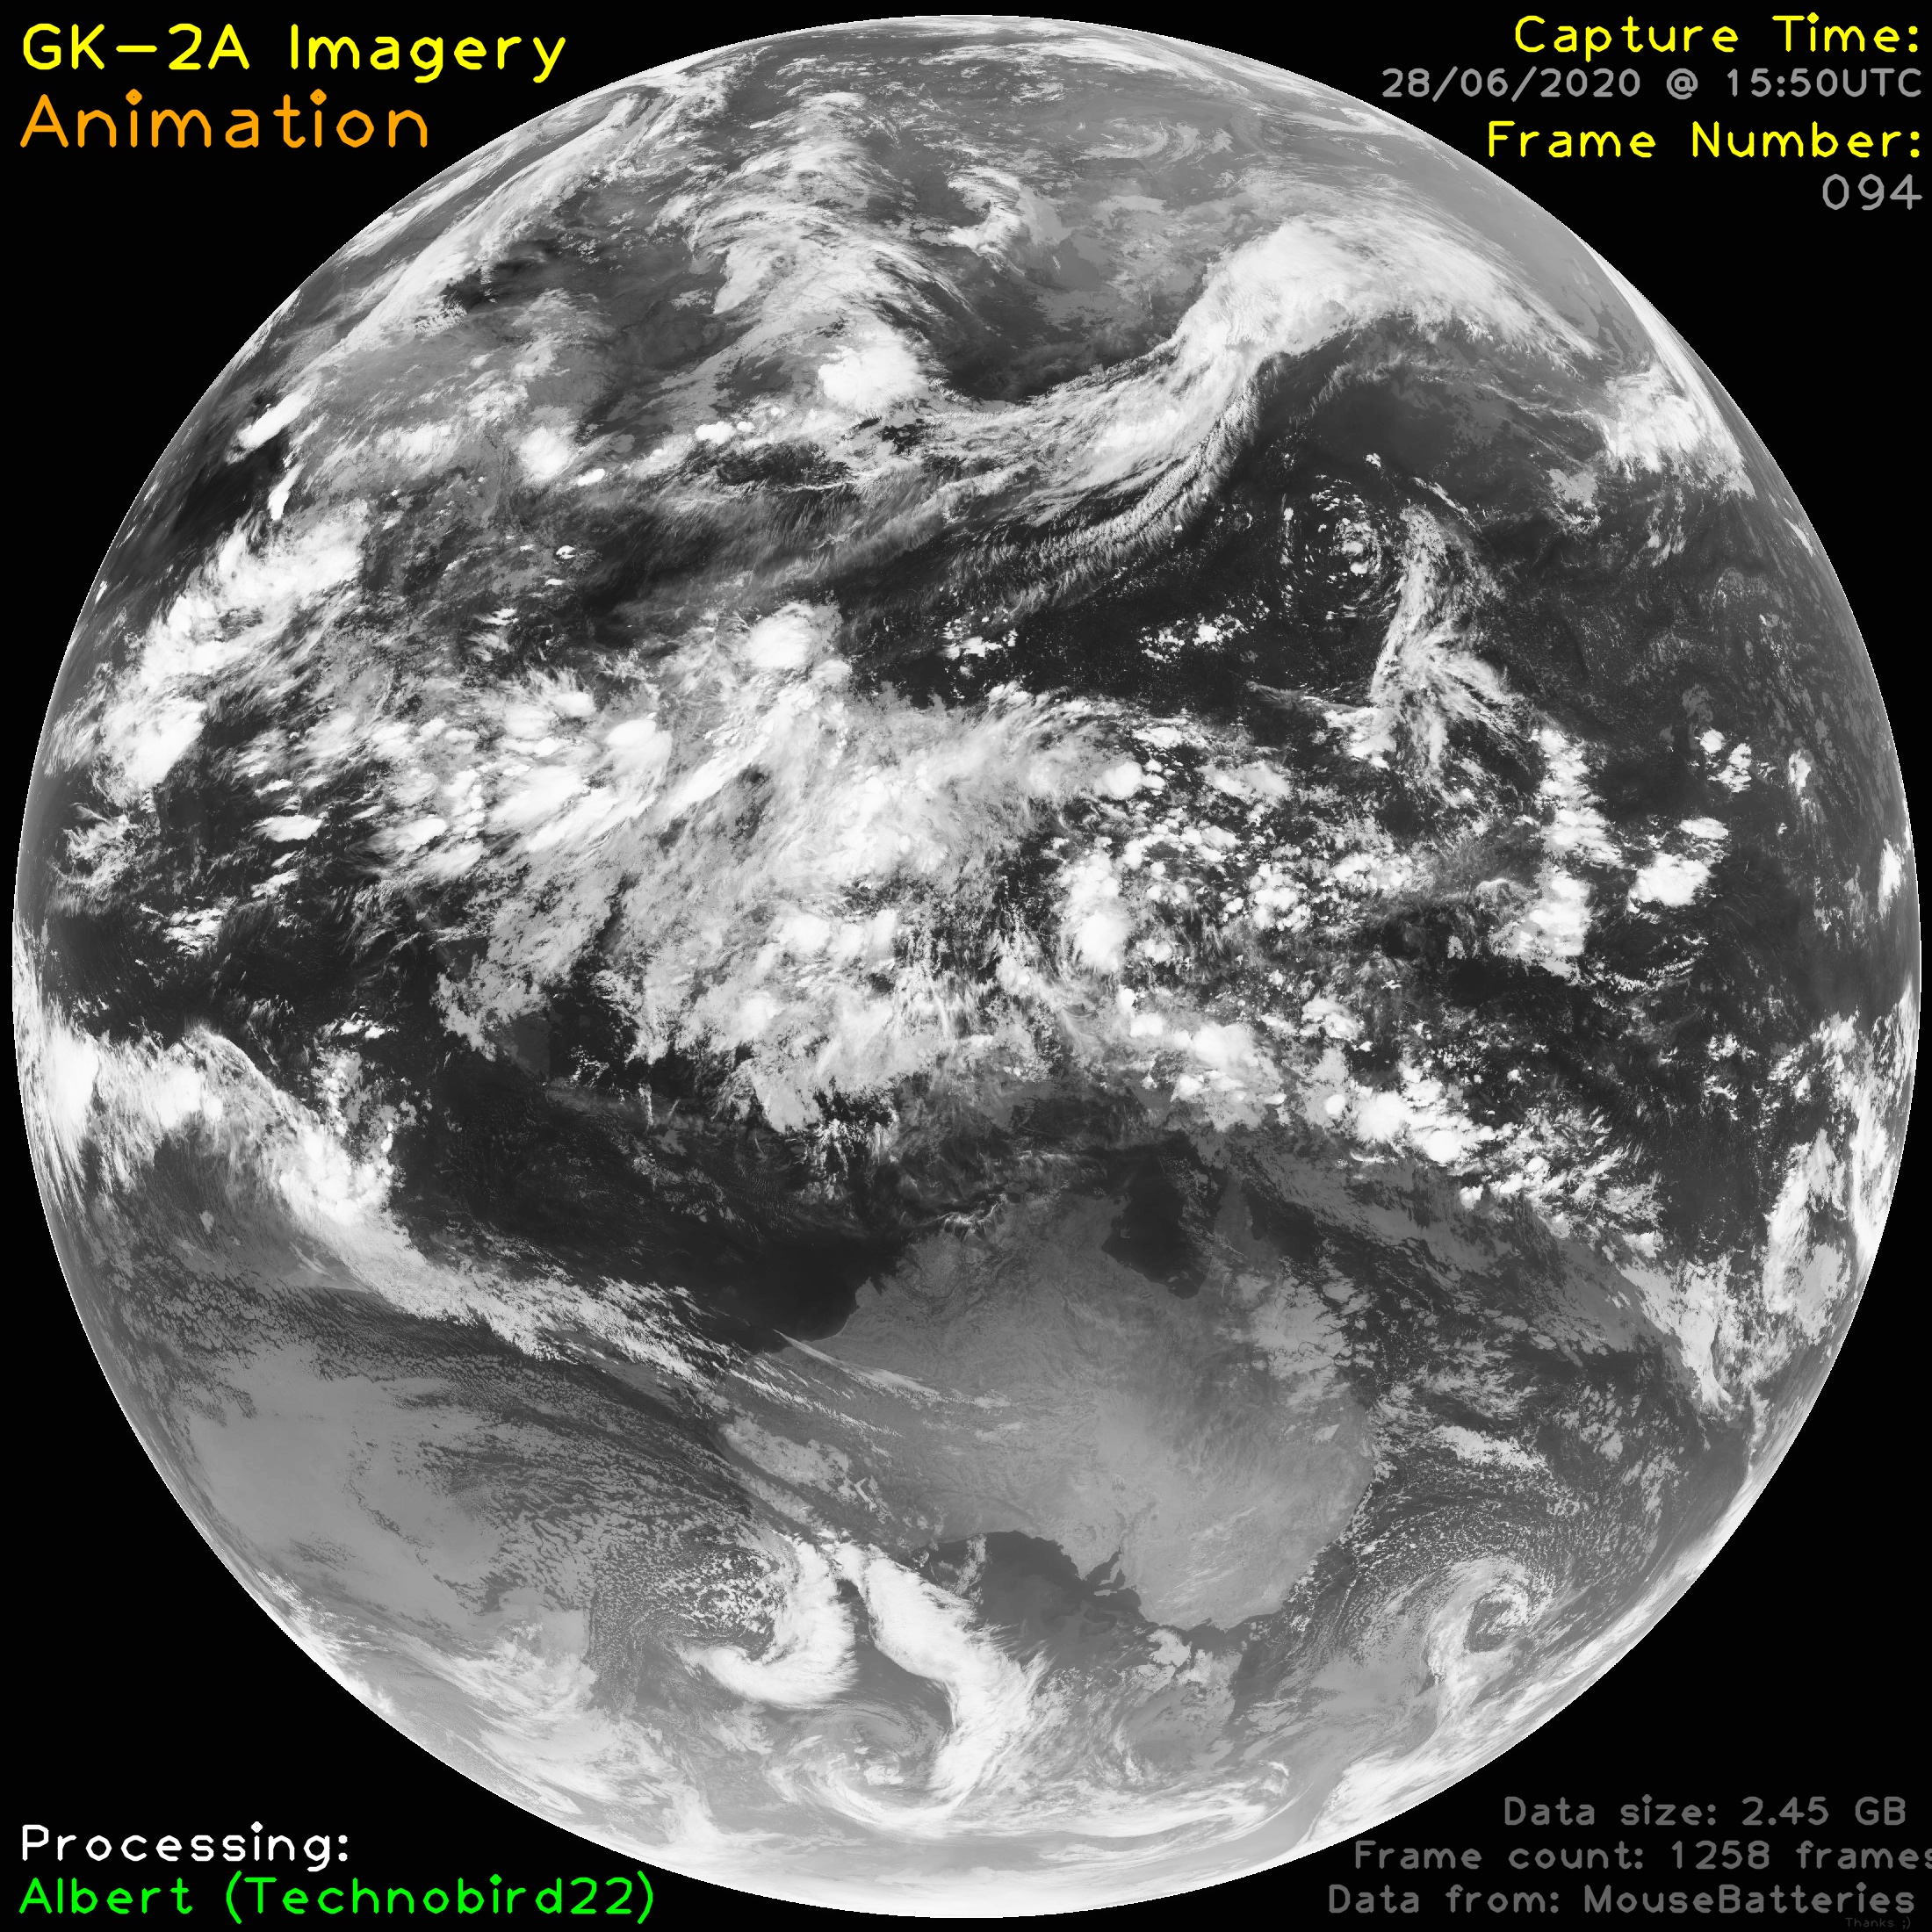 GK-2A Imagery
Animation
Capture Time:
28/06/2020 @ 15:50UTC
Frame Number:
094
Processing:
Albert (Technobird22)
Data size: 2.45 GB
Frame count: 1258 frames
Data from: MouseBatteries
Thanks ;)